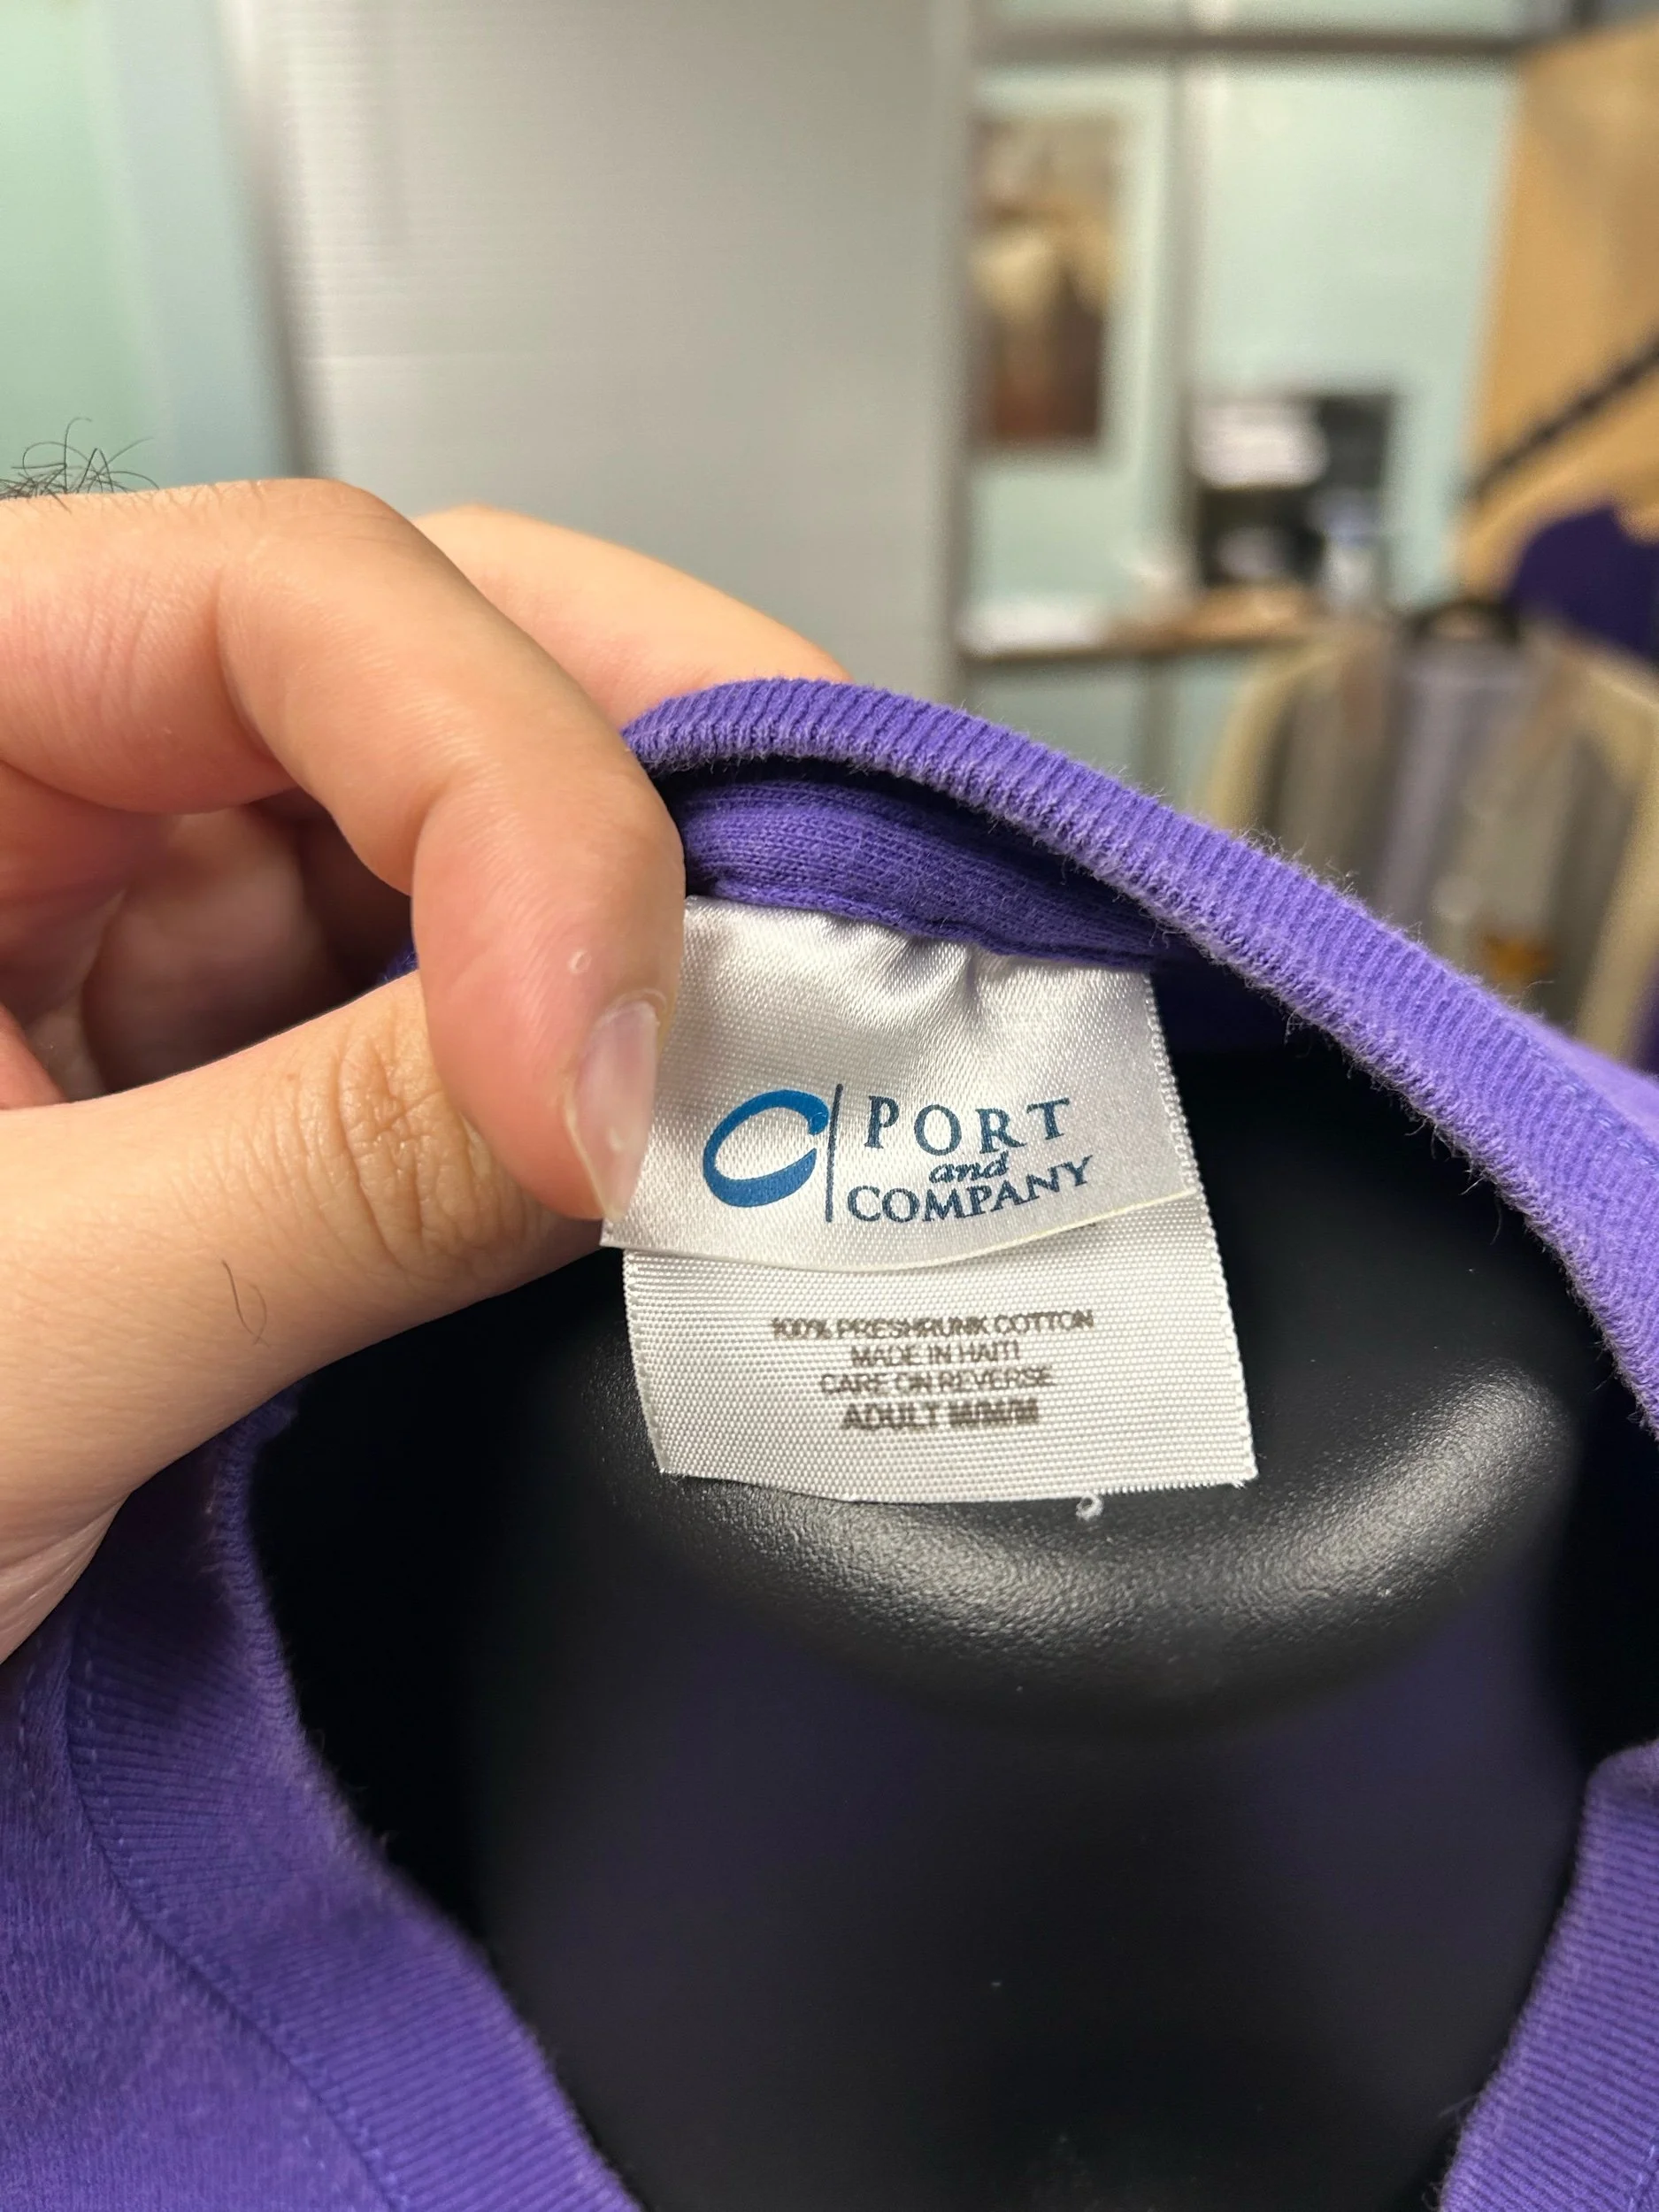 PORT
and
COMPANY
100% PRESHRUNK COTTON
MADE IN HAITI
CARE ON REVERSE
ADULT M/M/M